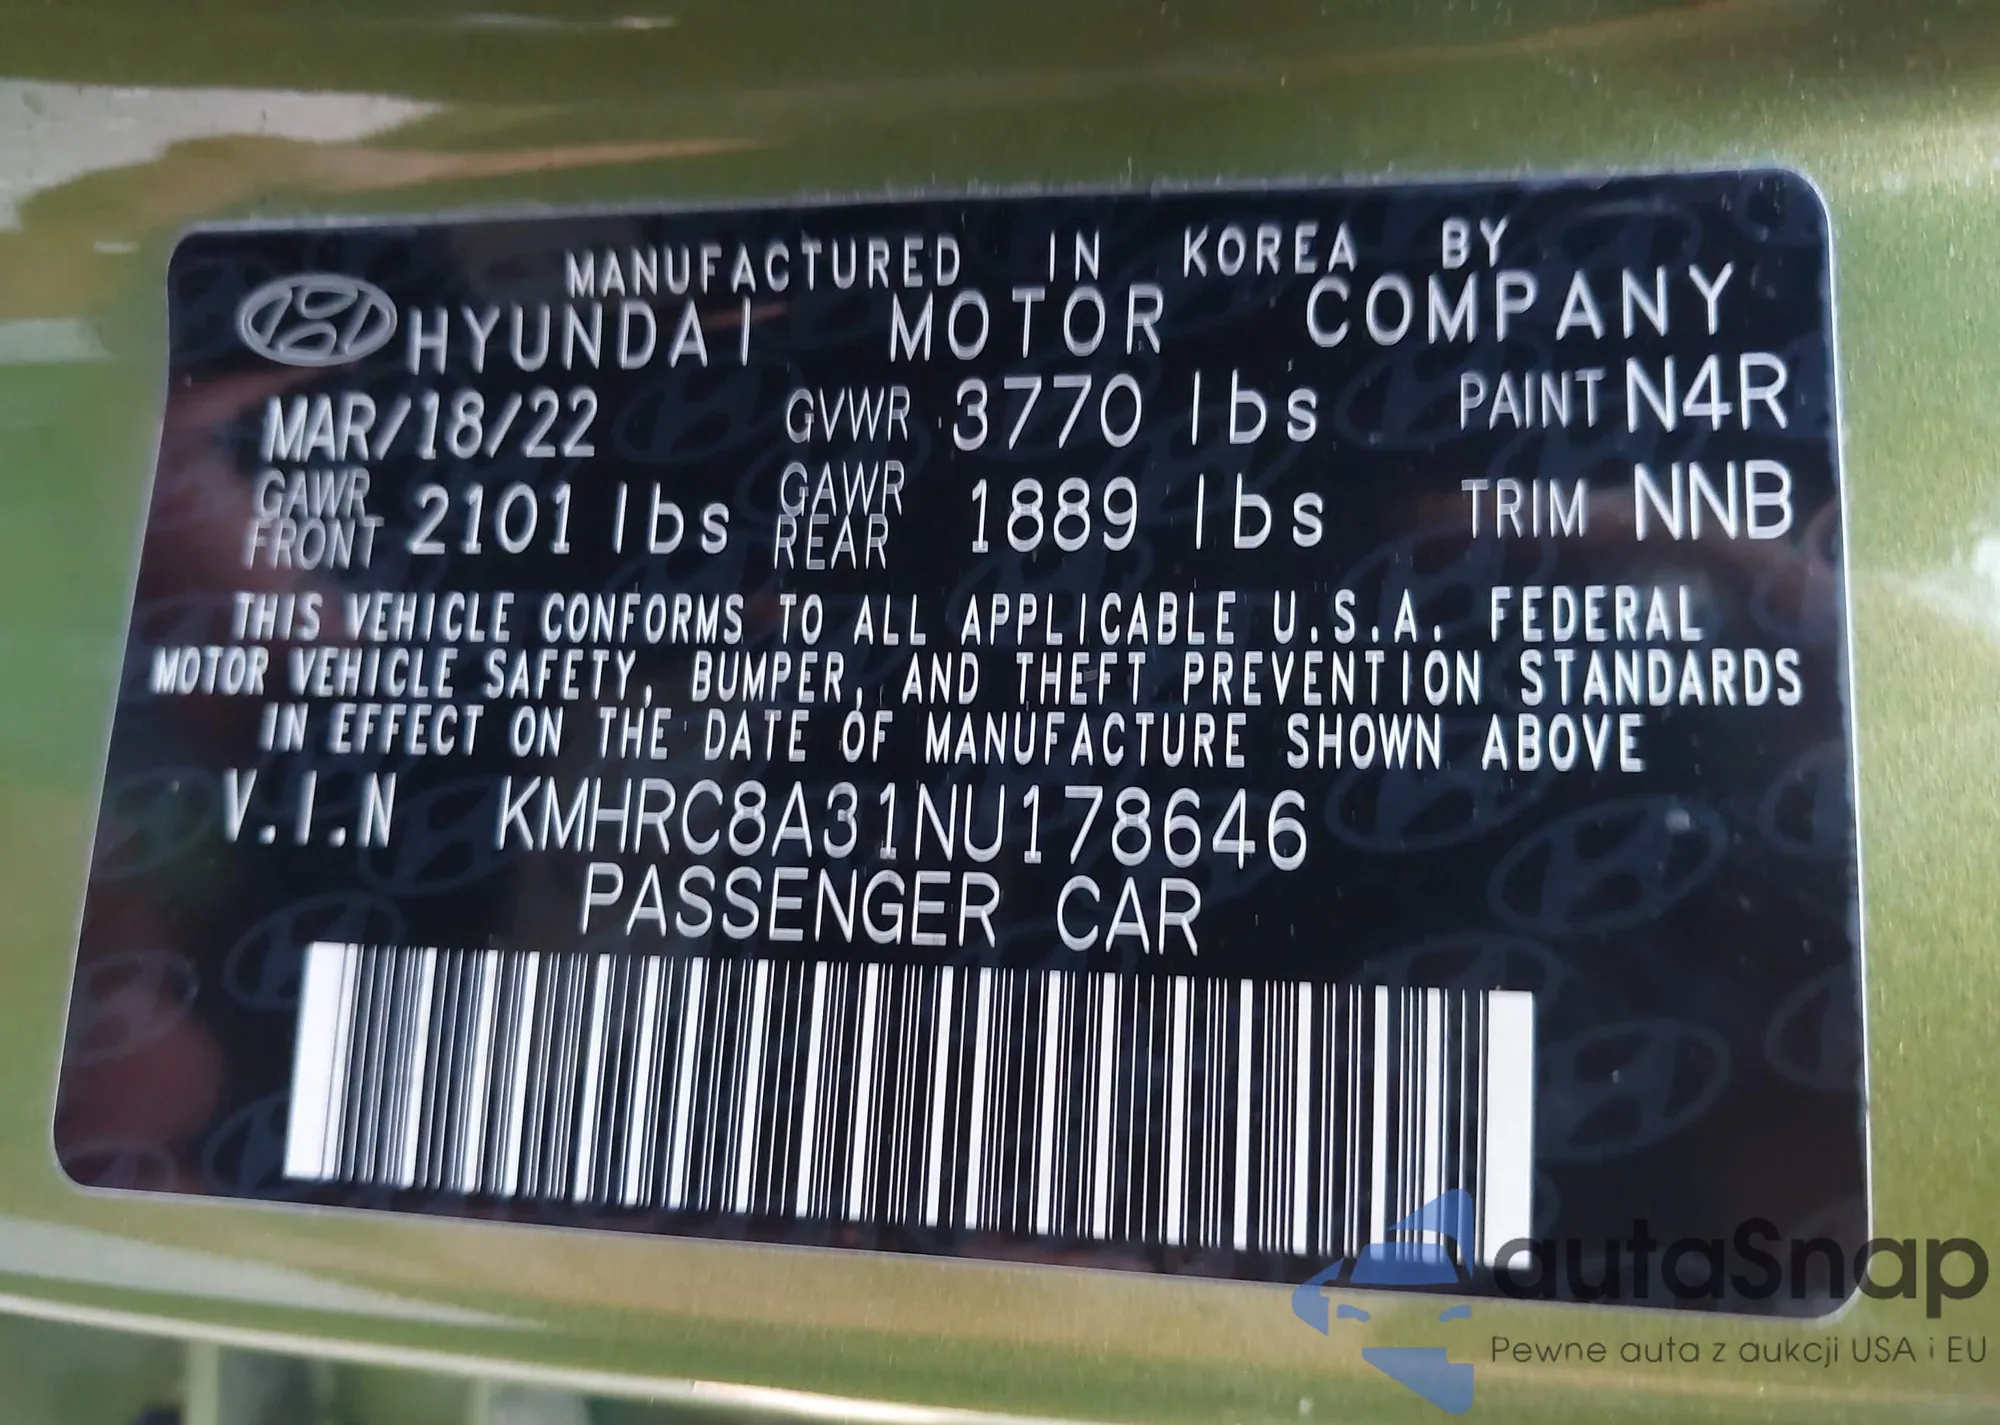 MANUFACTURED IN KOREA BY
HYUNDAI MOTOR COMPANY
MAR/18/22 GVWR 3770 lbs PAINT N4R
GAWR FRONT 2101 lbs GAWR REAR 1889 lbs TRIM NNB
THIS VEHICLE CONFORMS TO ALL APPLICABLE U.S.A. FEDERAL
MOTOR VEHICLE SAFETY, BUMPER, AND THEFT PREVENTION STANDARDS
IN EFFECT ON THE DATE OF MANUFACTURE SHOWN ABOVE
V.I.N KMHRC8A31NU178646
PASSENGER CAR
autaSnap
Pewne auta z aukcji USA i EU